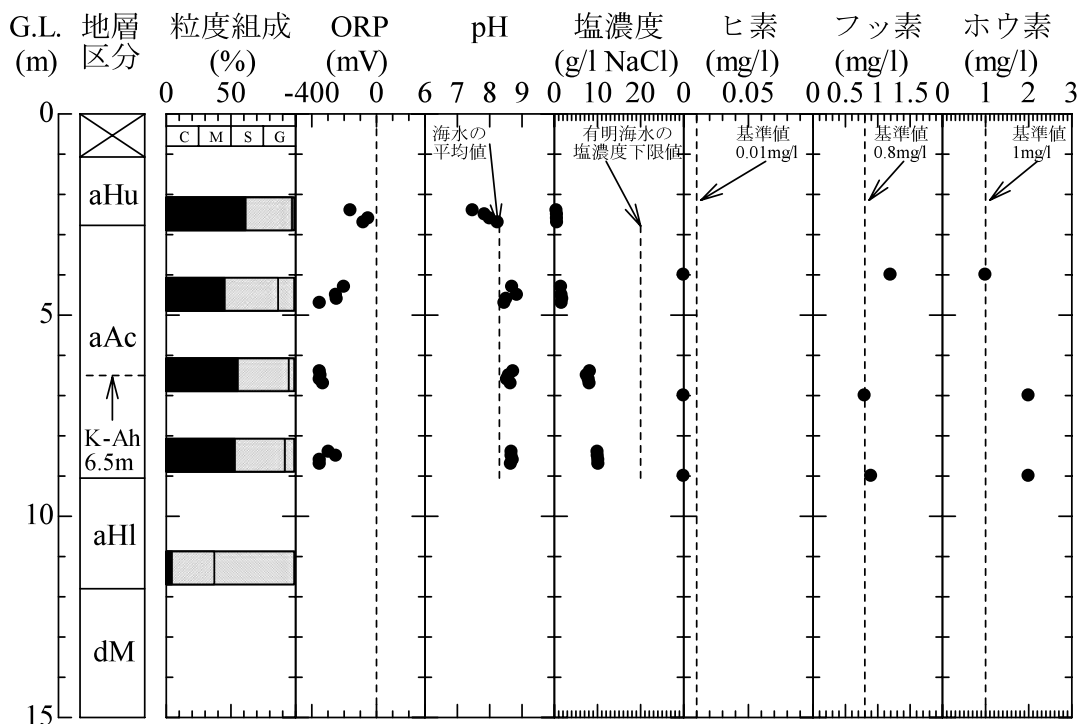 G.L. 地層 粒度組成 ORP pH 塩濃度 ヒ素 フッ素 ホウ素
(m) 区分 (%) (mV) (g/l NaCl) (mg/l) (mg/l) (mg/l)
0 50 -400 0 6 7 8 9 0 10 20 0 0.05 0 0.5 1 1.5 0 1 2 3
0
C M S G
海水の 有明海水の 基準値 基準値 基準値
平均値 塩濃度下限値 0.01mg/l 0.8mg/l 1mg/l
aHu
5
aAc
K-Ah
6.5m
10
aHl
dM
15